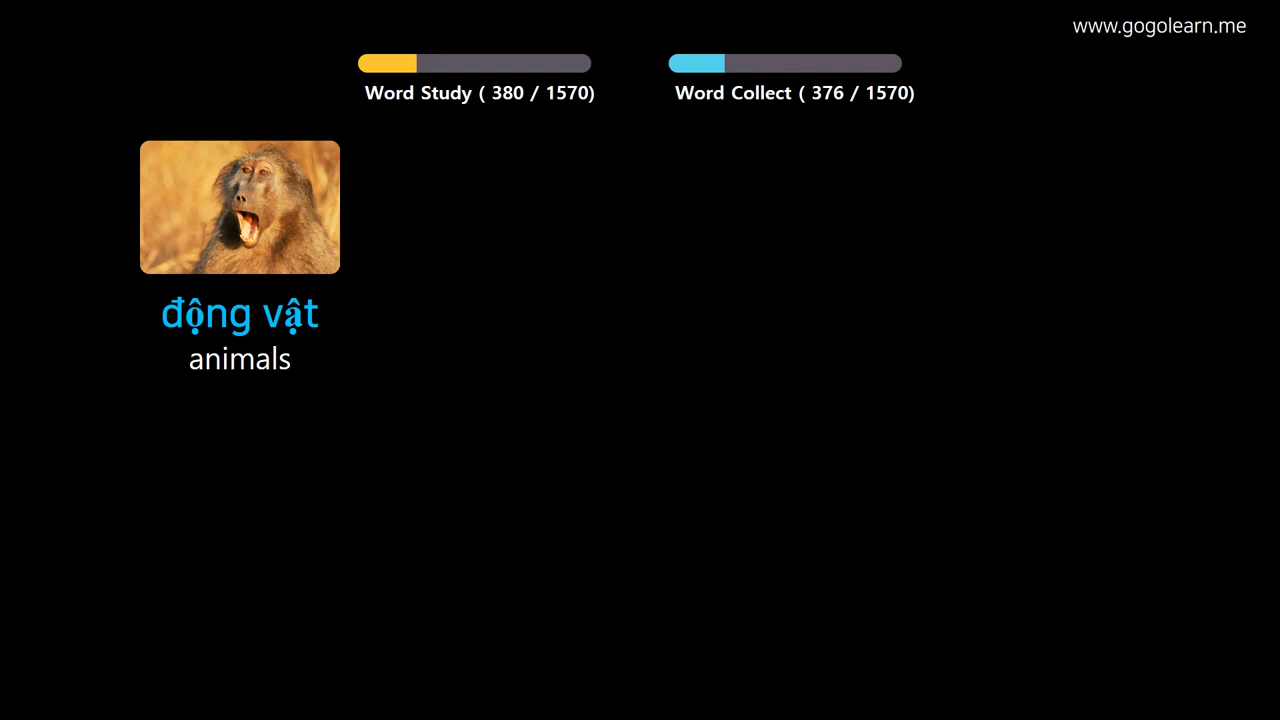 www.gogolearn.me
Word Study ( 380 / 1570)
Word Collect ( 376 / 1570)
động vật
animals